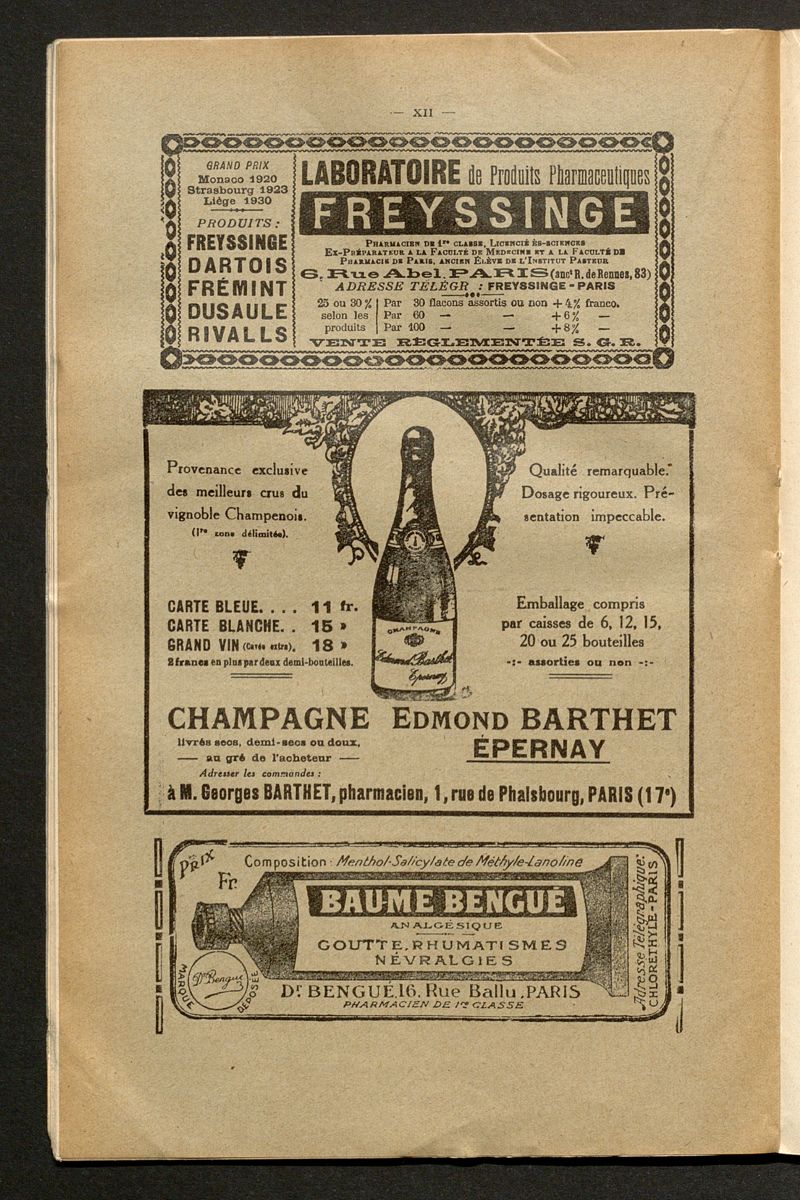 — XII —
GRAND PRIX
Monaco 1920
Strasbourg 1923
Liége 1930
PRODUITS :
FREYSSINGE
DARTOIS
FRÉMINT
DUSAULE
RIVALLS
LABORATOIRE de Produits Pharmaceutiques
FREYSSINGE
PHARMACIEN DE 1re CLASSE, LICENCIÉ ÈS-SCIENCES
EX-PRÉPARATEUR A LA FACULTÉ DE MEDECINE ET A LA FACULTÉ DE
PHARMACIE DE PARIS, ANCIEN ÉLÈVE DE L'INSTITUT PASTEUR
6, Rue Abel, PARIS (anct R. de Rennes, 83)
ADRESSE TÉLÉGR. : FREYSSINGE - PARIS
25 ou 30 % | Par 30 flacons assortis ou non + 4 % franco.
selon les | Par 60 — — + 6 % —
produits | Par 100 — — + 8 % —
VENTE RÉGLEMENTÉE S. G. R.
Provenance exclusive
des meilleurs crus du
vignoble Champenois.
(1re zone délimitée).
Qualité remarquable.
Dosage rigoureux. Pré-
sentation impeccable.
CARTE BLEUE. . . . 11 fr.
CARTE BLANCHE. . 15 »
GRAND VIN (Cuvée extra). 18 »
2 francs en plus par deux demi-bouteilles.
Emballage compris
par caisses de 6, 12, 15,
20 ou 25 bouteilles
-:- assorties ou non -:-
CHAMPAGNE
Edmond Barthet
Epernay
CHAMPAGNE EDMOND BARTHET
livrés secs, demi-secs ou doux,
— au gré de l'acheteur —
ÉPERNAY
Adresser les commandes :
à M. Georges BARTHET, pharmacien, 1, rue de Phalsbourg, PARIS (17e)
PRIX
Fr.
Composition : Menthol-Salicylate de Méthyle-Lanoline
BAUME BENGUÉ
ANALGÉSIQUE
GOUTTE, RHUMATISMES
NÉVRALGIES
MARQUE DÉPOSÉE
Dr Bengué
Dr. BENGUÉ, 16, Rue Ballu, PARIS
PHARMACIEN DE 1re CLASSE
Adresse Télégraphique:
CHLORETHYLE - PARIS